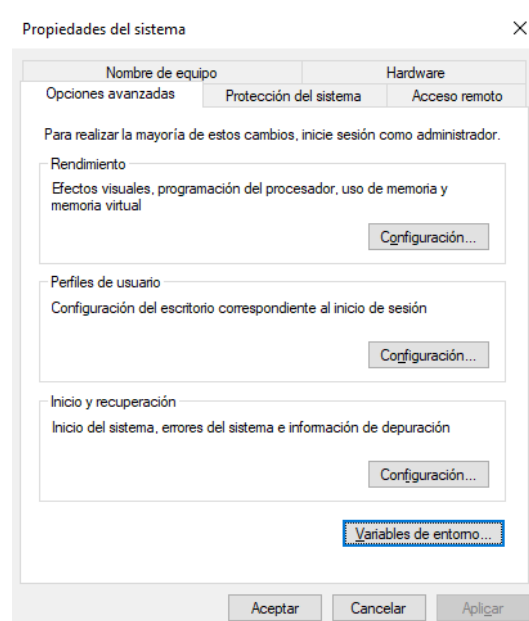 Propiedades del sistema
Nombre de equipo
Hardware
Opciones avanzadas
Protección del sistema
Acceso remoto
Para realizar la mayoría de estos cambios, inicie sesión como administrador.
Rendimiento
Efectos visuales, programación del procesador, uso de memoria y
memoria virtual
Configuración...
Perfiles de usuario
Configuración del escritorio correspondiente al inicio de sesión
Configuración...
Inicio y recuperación
Inicio del sistema, errores del sistema e información de depuración
Configuración...
Variables de entorno...
Aceptar
Cancelar
Aplicar